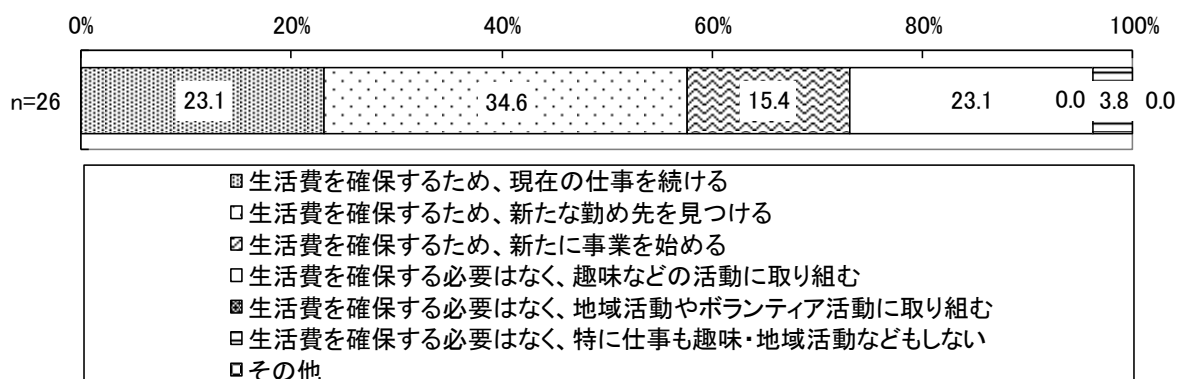 0% 20% 40% 60% 80% 100%
n=26 23.1 34.6 15.4 23.1 0.0 3.8 0.0
生活費を確保するため、現在の仕事を続ける
生活費を確保するため、新たな勤め先を見つける
生活費を確保するため、新たに事業を始める
生活費を確保する必要はなく、趣味などの活動に取り組む
生活費を確保する必要はなく、地域活動やボランティア活動に取り組む
生活費を確保する必要はなく、特に仕事も趣味・地域活動などもしない
その他